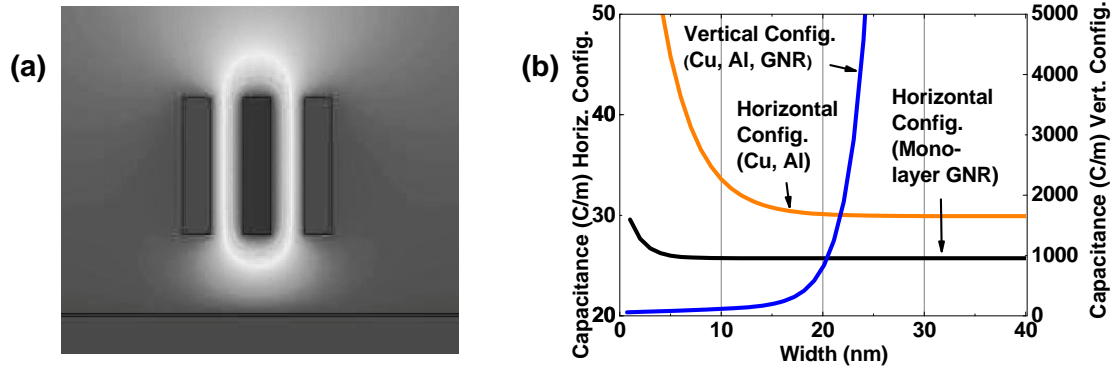 (a)
(b)
Capacitance (C/m) Horiz. Config.
50
40
30
20
Vertical Config.
(Cu, Al, GNR)
Horizontal
Config.
(Cu, Al)
Horizontal
Config.
(Mono-
layer GNR)
5000
4000
3000
2000
1000
0
Capacitance (C/m) Vert. Config.
0
10
20
30
40
Width (nm)